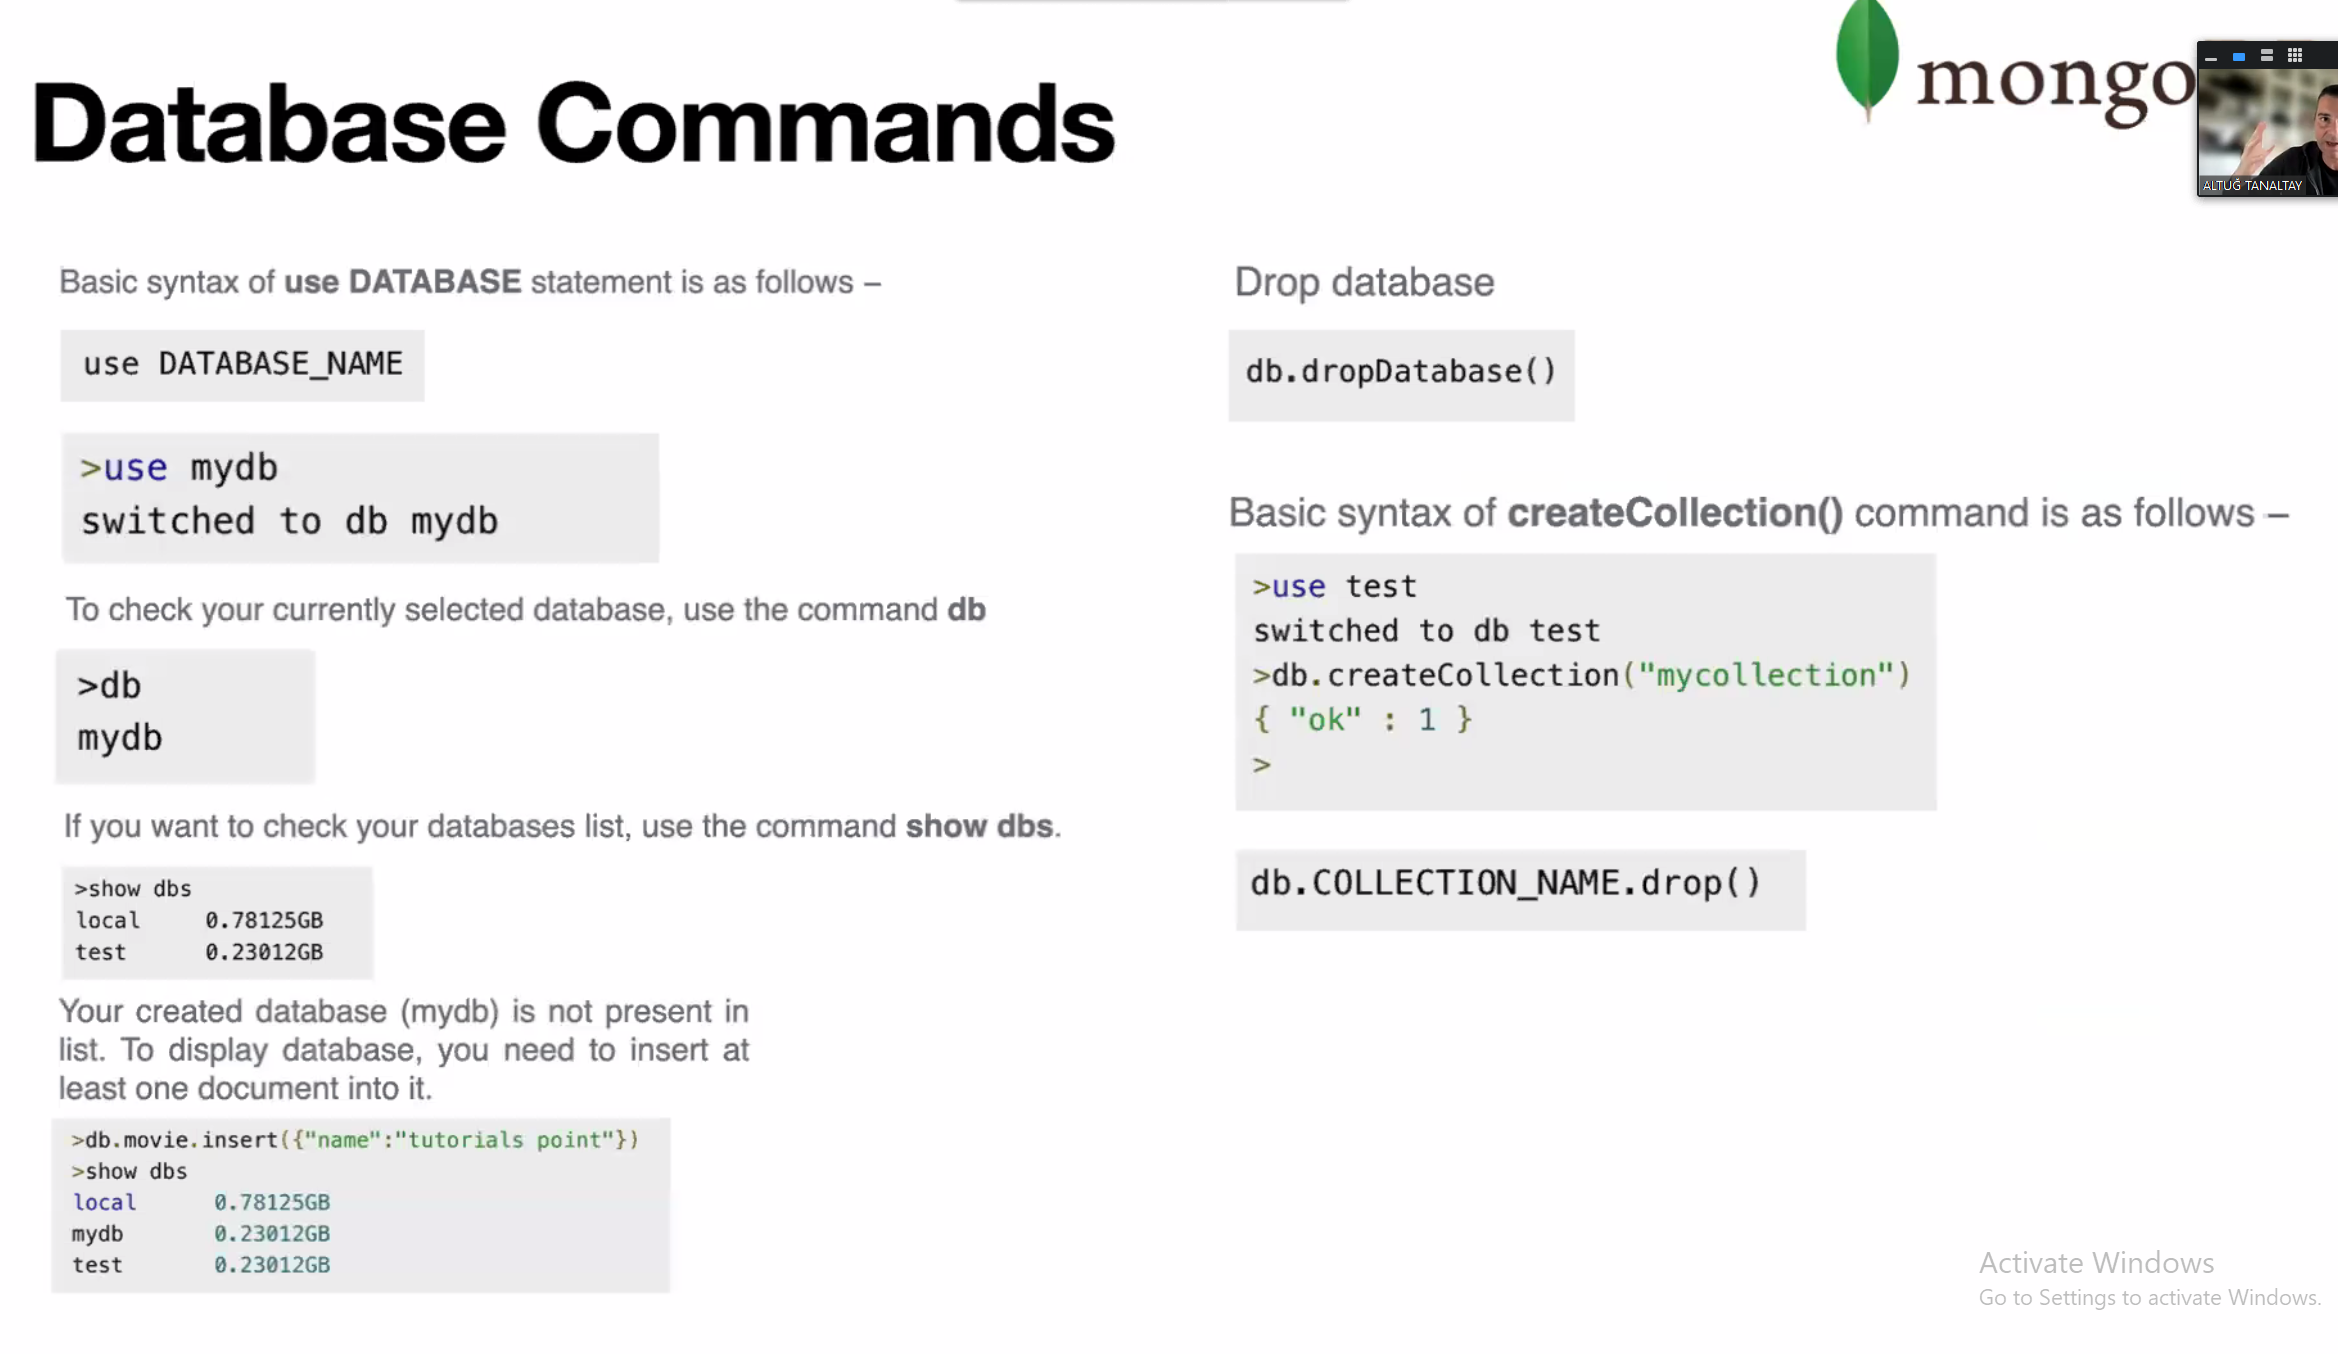 Database Commands
mongo
ALTUĞ TANALTAY
Basic syntax of use DATABASE statement is as follows –
use DATABASE_NAME
>use mydb
switched to db mydb
To check your currently selected database, use the command db
>db
mydb
If you want to check your databases list, use the command show dbs.
>show dbs
local 0.78125GB
test 0.23012GB
Your created database (mydb) is not present in
list. To display database, you need to insert at
least one document into it.
>db.movie.insert({"name":"tutorials point"})
>show dbs
local 0.78125GB
mydb 0.23012GB
test 0.23012GB
Drop database
db.dropDatabase()
Basic syntax of createCollection() command is as follows –
>use test
switched to db test
>db.createCollection("mycollection")
{ "ok" : 1 }
>
db.COLLECTION_NAME.drop()
Activate Windows
Go to Settings to activate Windows.